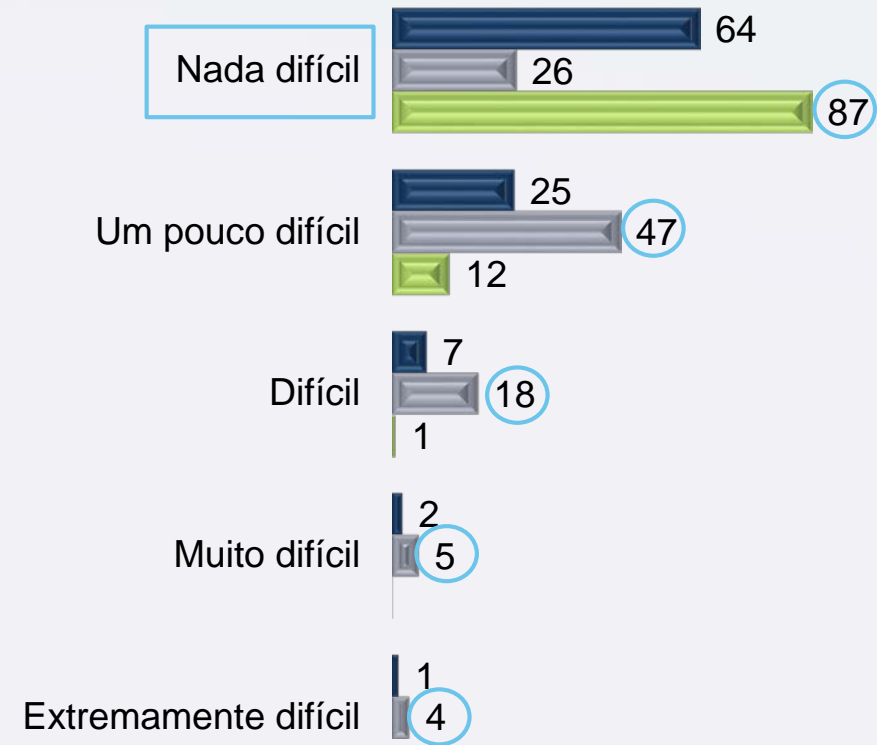 64
Nada difícil
26
87
25
Um pouco difícil
47
12
7
Difícil
18
1
2
Muito difícil
5
1
Extremamente difícil
4